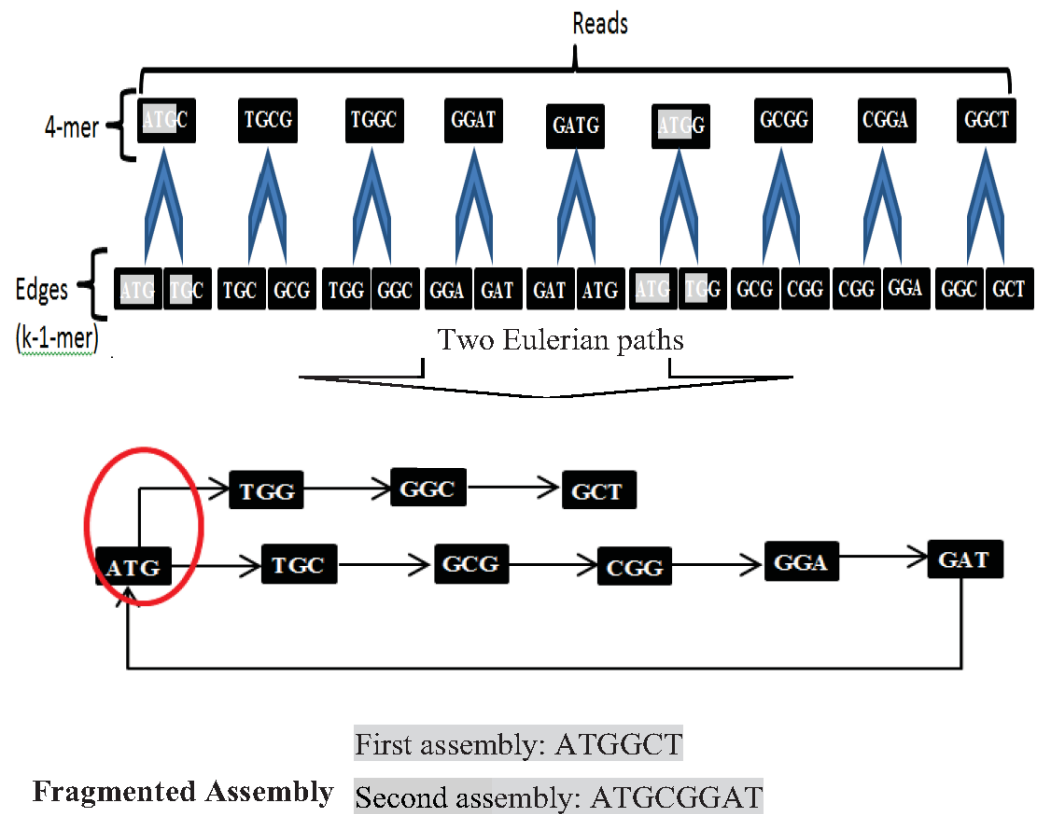 Reads
4-mer
ATGC TGCG TGGC GGAT GATG ATGG GCGG CGGA GGCT
Edges
(k-1-mer)
ATG TGC TGC GCG TGG GGC GGA GAT GAT ATG ATG TGG GCG CGG CGG GGA GGC GCT
Two Eulerian paths
TGG GGC GCT
ATG TGC GCG CGG GGA GAT
First assembly: ATGGCT
Fragmented Assembly
Second assembly: ATGCGGAT